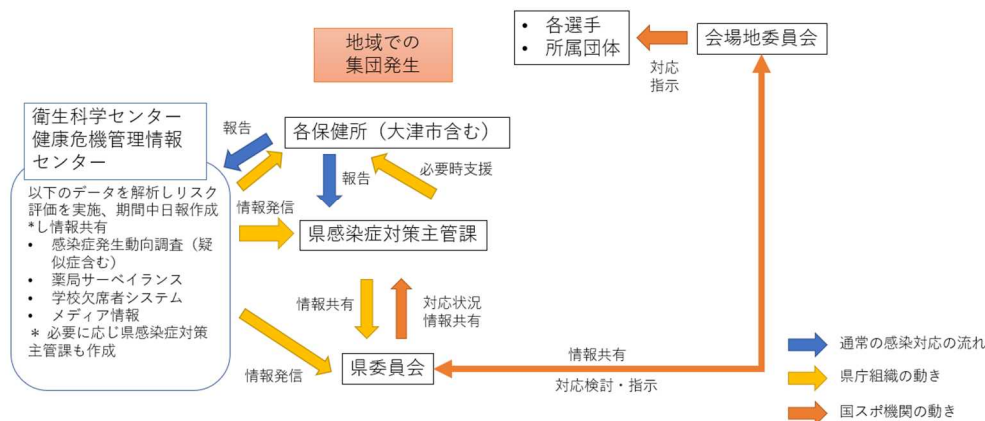 地域での
集団発生
• 各選手
• 所属団体
会場地委員会
対応
指示
衛生科学センター
健康危機管理情報
センター
報告
各保健所（大津市含む）
報告
必要時支援
以下のデータを解析しリスク
評価を実施、期間中日報作成
*し情報共有
• 感染症発生動向調査（疑
似症含む）
• 薬局サーベイランス
• 学校欠席者システム
• メディア情報
＊ 必要に応じ県感染症対策
主管課も作成
情報発信
県感染症対策主管課
情報共有
対応状況
情報共有
情報発信
県委員会
情報共有
対応検討・指示
通常の感染対応の流れ
県庁組織の動き
国スポ機関の動き